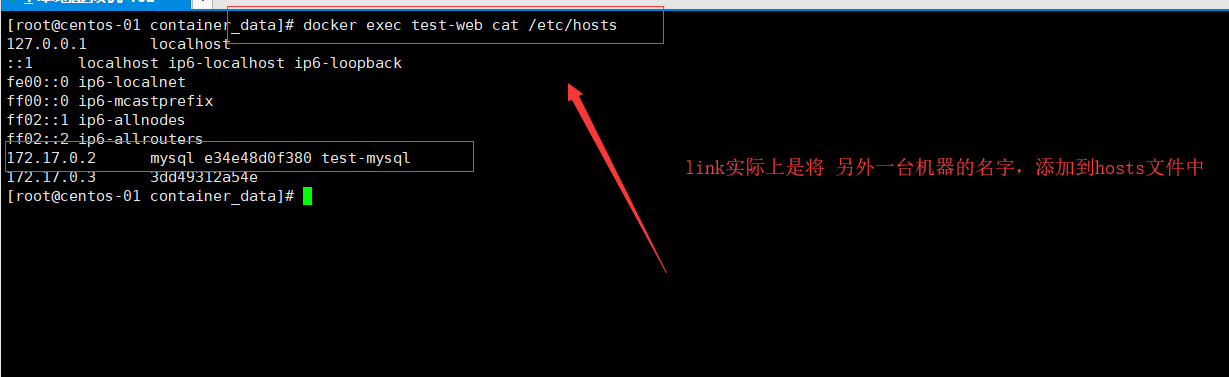 [root@centos-01 container_data]# docker exec test-web cat /etc/hosts
127.0.0.1       localhost
::1     localhost ip6-localhost ip6-loopback
fe00::0 ip6-localnet
ff00::0 ip6-mcastprefix
ff02::1 ip6-allnodes
ff02::2 ip6-allrouters
172.17.0.2      mysql e34e48d0f380 test-mysql
link实际上是将 另外一台机器的名字，添加到hosts文件中
172.17.0.3      3dd49312a54e
[root@centos-01 container_data]#